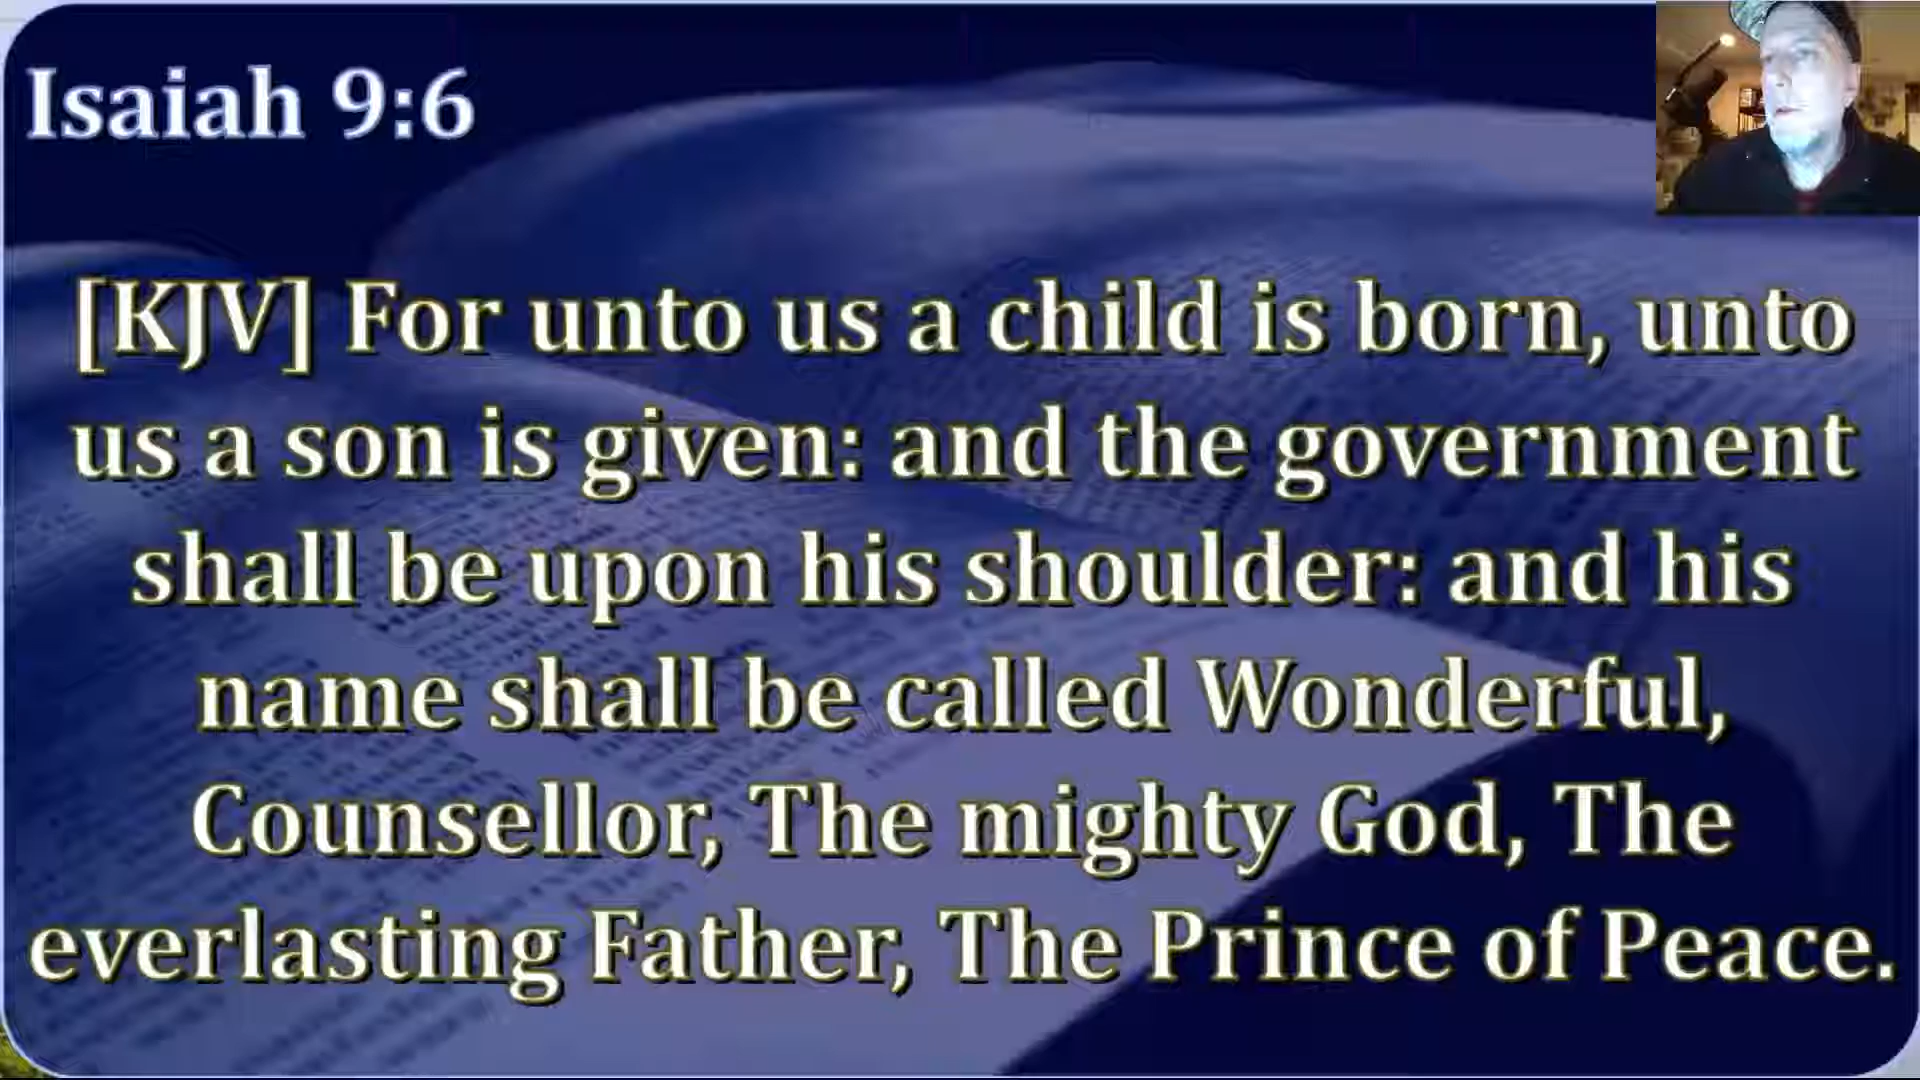 Isaiah 9:6
[KJV] For unto us a child is born, unto
us a son is given: and the government
shall be upon his shoulder: and his
name shall be called Wonderful,
Counsellor, The mighty God, The
everlasting Father, The Prince of Peace.